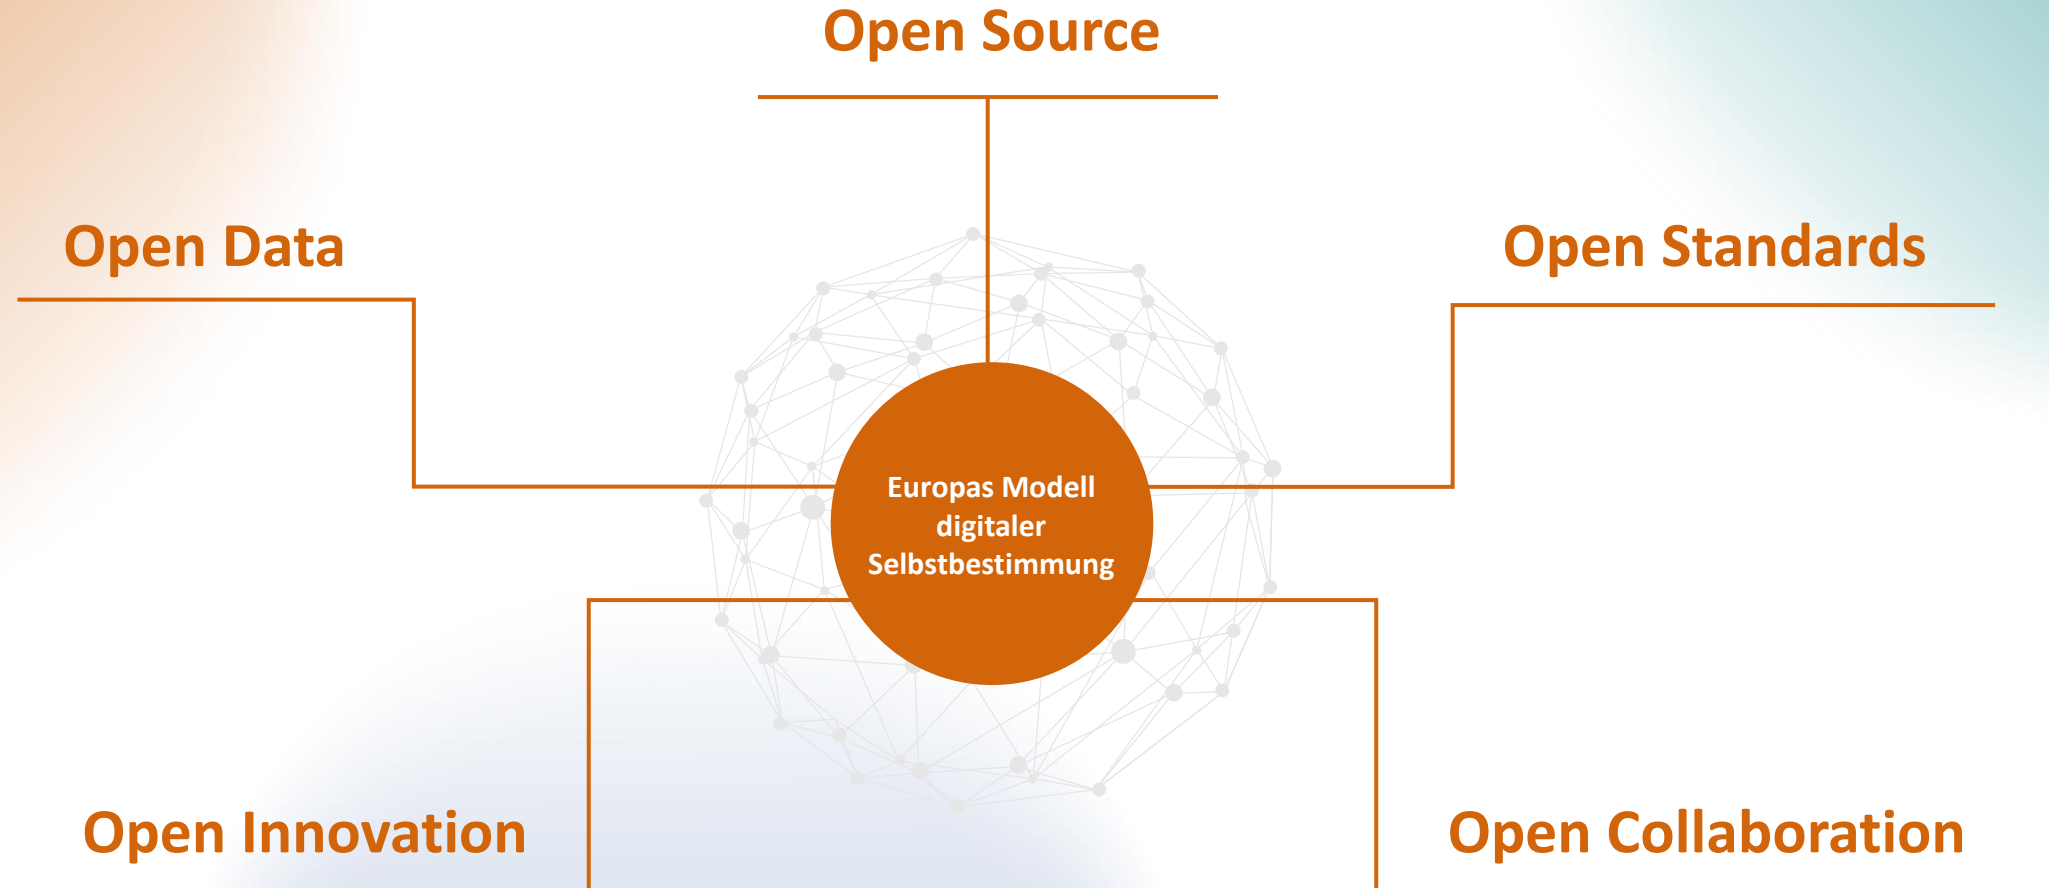 Open Source
Open Data
Open Standards
Europas Modell
digitaler
Selbstbestimmung
Open Innovation
Open Collaboration